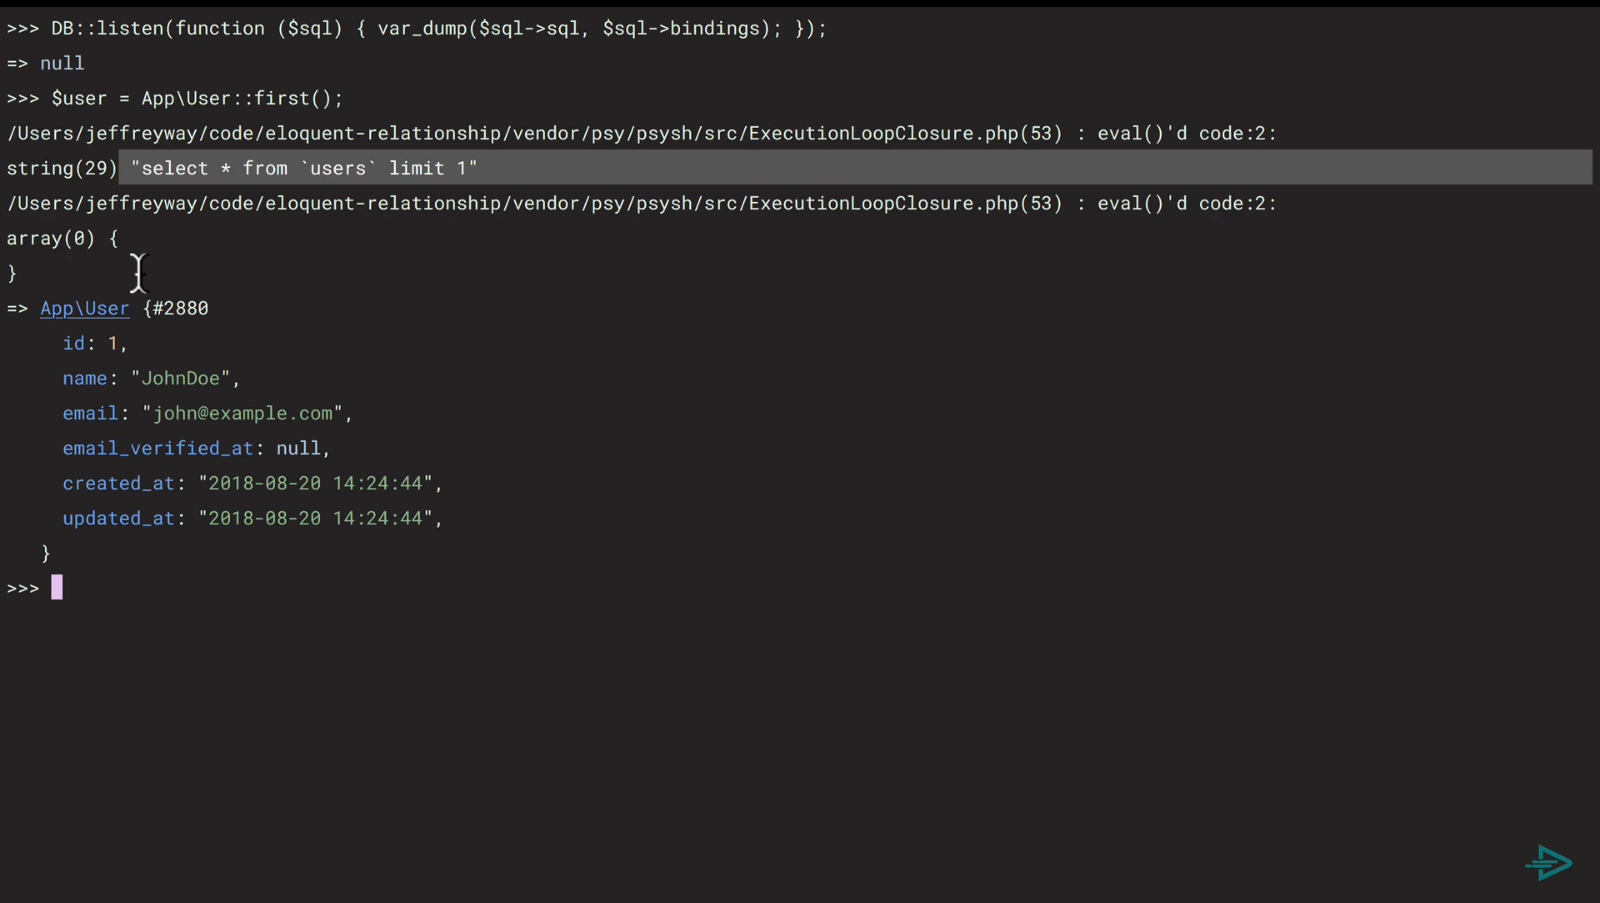 >>> DB::listen(function ($sql) { var_dump($sql->sql, $sql->bindings); });
=> null
>>> $user = App\User::first();
/Users/jeffreyway/code/eloquent-relationship/vendor/psy/psysh/src/ExecutionLoopClosure.php(53) : eval()'d code:2:
string(29) "select * from `users` limit 1"
/Users/jeffreyway/code/eloquent-relationship/vendor/psy/psysh/src/ExecutionLoopClosure.php(53) : eval()'d code:2:
array(0) {
}
=> App\User {#2880
id: 1,
name: "JohnDoe",
email: "john@example.com",
email_verified_at: null,
created_at: "2018-08-20 14:24:44",
updated_at: "2018-08-20 14:24:44",
}
>>>